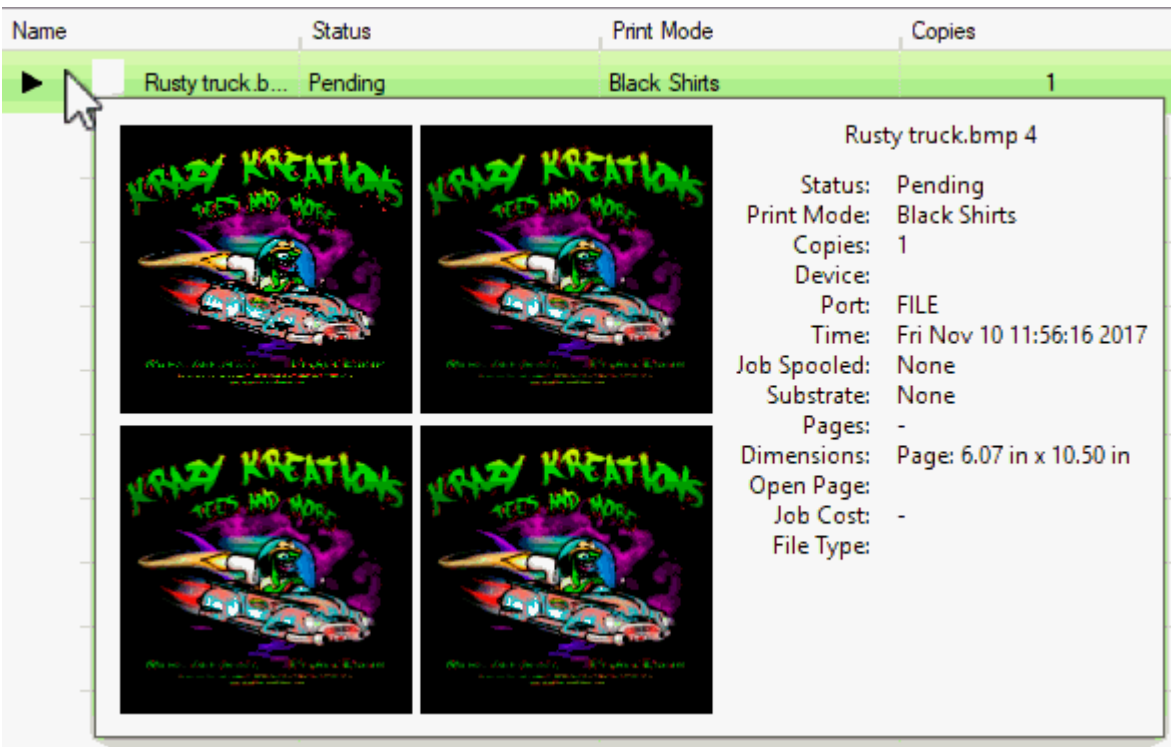 Name Status Print Mode Copies
Rusty truck.b... Pending Black Shirts 1
Rusty truck.bmp 4
Status: Pending
Print Mode: Black Shirts
Copies: 1
Device:
Port: FILE
Time: Fri Nov 10 11:56:16 2017
Job Spooled: None
Substrate: None
Pages: -
Dimensions: Page: 6.07 in x 10.50 in
Open Page:
Job Cost: -
File Type:
KRAZY KREATIONS
TEES AND MORE
KRAZY KREATIONS
TEES AND MORE
KRAZY KREATIONS
TEES AND MORE
KRAZY KREATIONS
TEES AND MORE